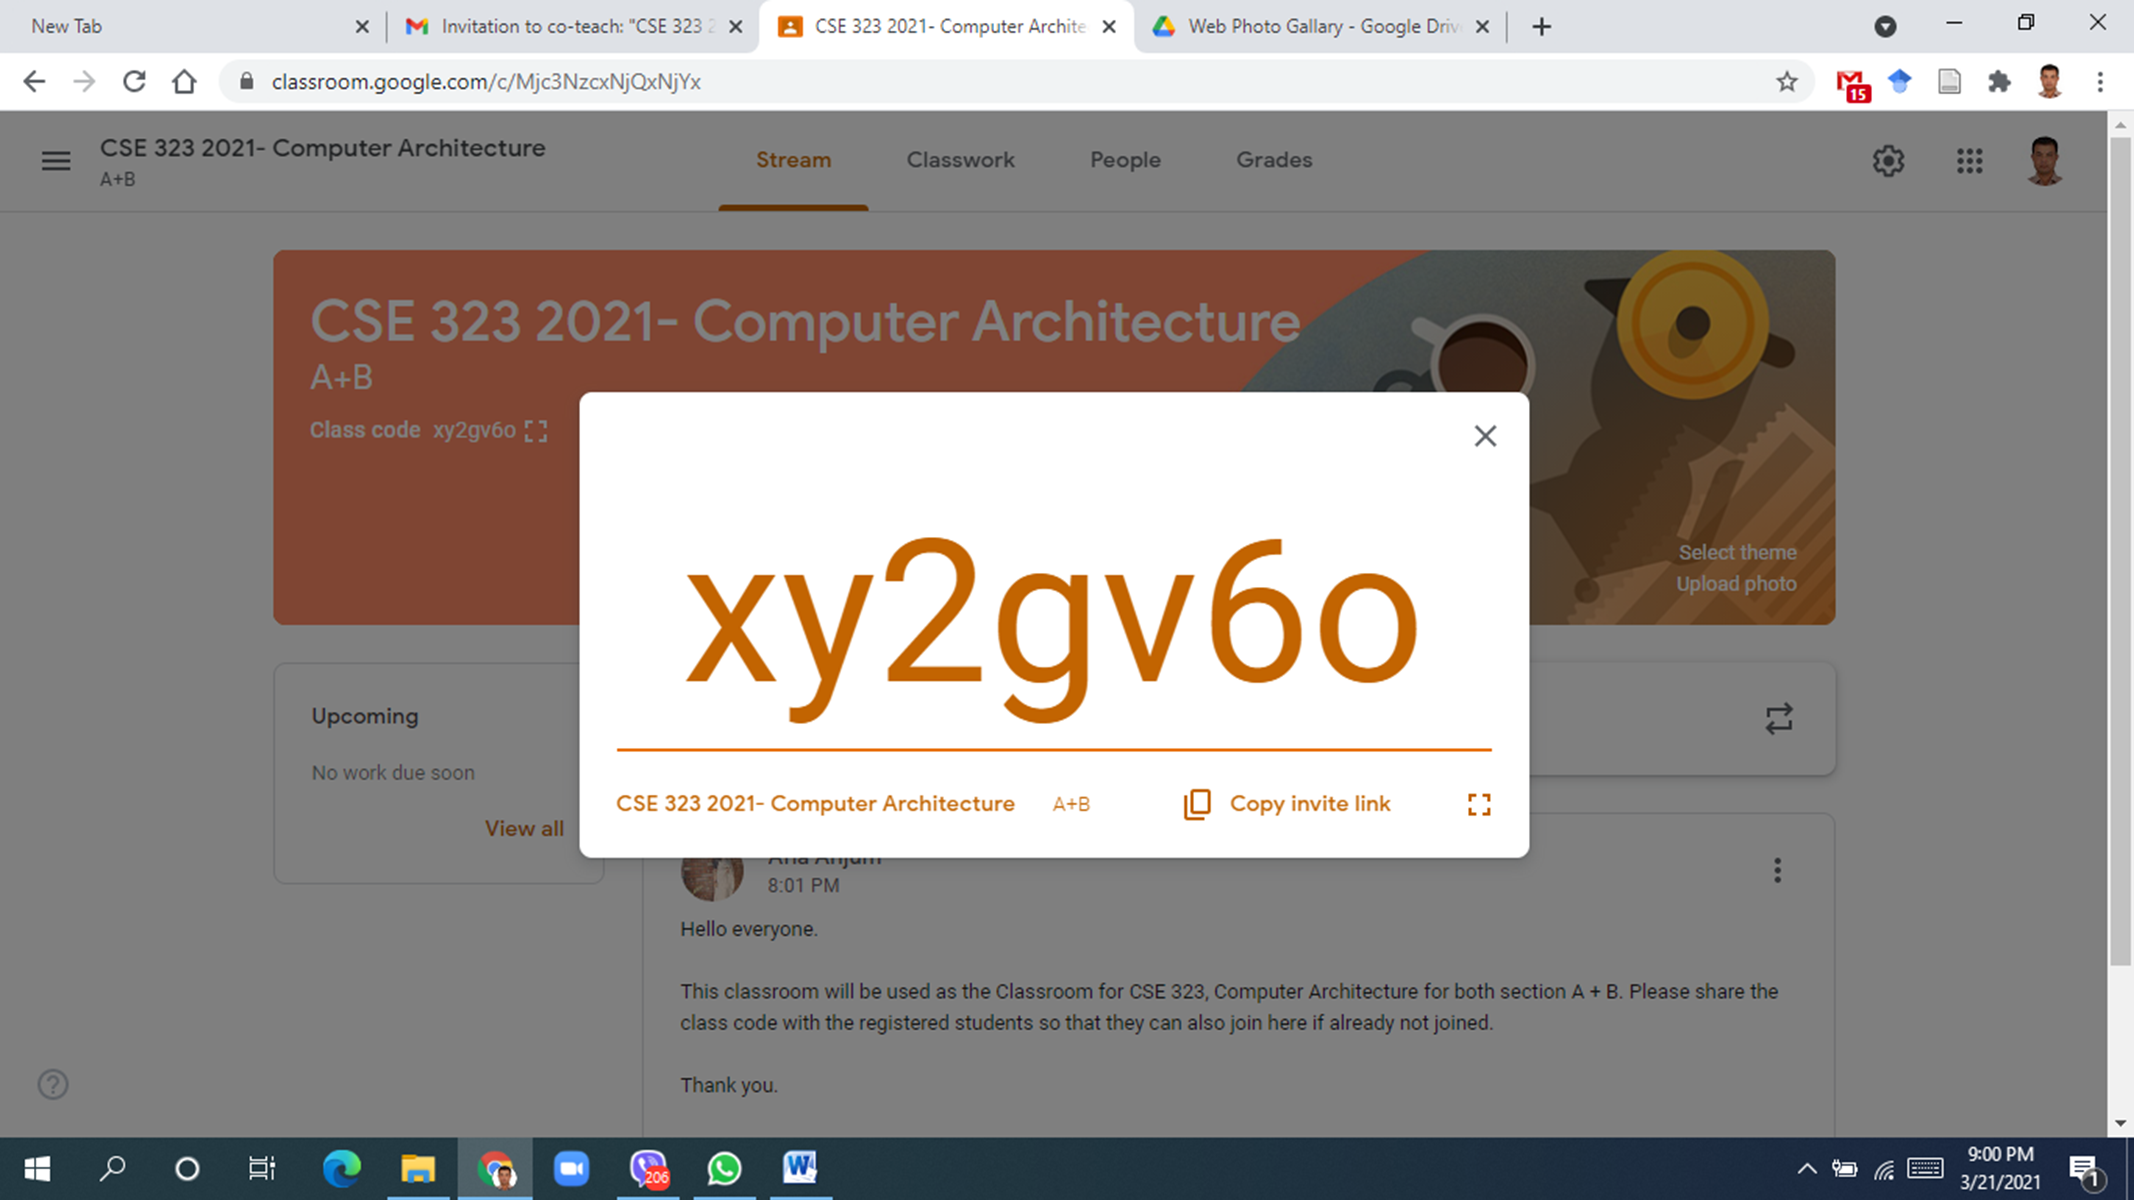 New Tab
Invitation to co-teach: "CSE 323 2
CSE 323 2021- Computer Archite
Web Photo Gallary - Google Driv
classroom.google.com/c/Mjc3NzcxNjQxNjYx
15
CSE 323 2021- Computer Architecture
A+B
Stream
Classwork
People
Grades
CSE 323 2021- Computer Architecture
A+B
Class code xy2gv6o
Select theme
Upload photo
xy2gv6o
CSE 323 2021- Computer Architecture A+B
Copy invite link
Upcoming
No work due soon
View all
8:01 PM
Hello everyone.
This classroom will be used as the Classroom for CSE 323, Computer Architecture for both section A + B. Please share the
class code with the registered students so that they can also join here if already not joined.
Thank you.
206
9:00 PM
3/21/2021
1